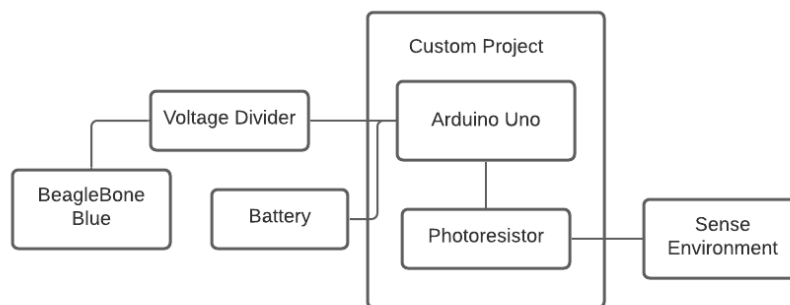 Custom Project
Voltage Divider
Arduino Uno
BeagleBone
Blue
Battery
Photoresistor
Sense
Environment